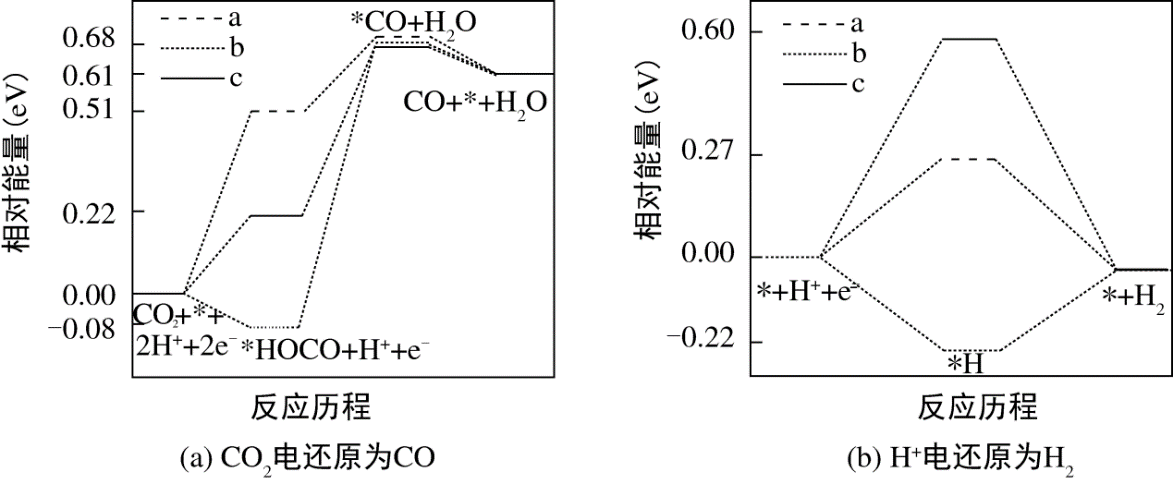 相对能量(eV)
0.68
0.61
0.51
0.22
0.00
−0.08
a
b
c
*CO+H₂O
CO+*+H₂O
CO₂+*+
2H⁺+2e⁻
*HOCO+H⁺+e⁻
反应历程
(a) CO₂电还原为CO
相对能量(eV)
0.60
0.27
0.00
−0.22
a
b
c
*+H⁺+e⁻
*+H₂
*H
反应历程
(b) H⁺电还原为H₂